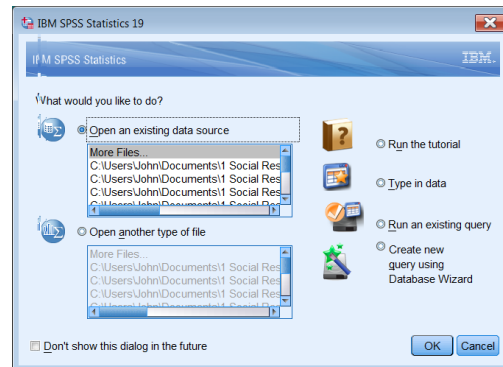 IBM SPSS Statistics 19
IBM SPSS Statistics
IBM.
What would you like to do?
Open an existing data source
More Files...
C:\Users\John\Documents\1 Social Res
C:\Users\John\Documents\1 Social Res
C:\Users\John\Documents\1 Social Res
Open another type of file
More Files...
C:\Users\John\Documents\1 Social Res
C:\Users\John\Documents\1 Social Res
C:\Users\John\Documents\1 Social Res
Run the tutorial
Type in data
Run an existing query
Create new
query using
Database Wizard
Don't show this dialog in the future
OK
Cancel